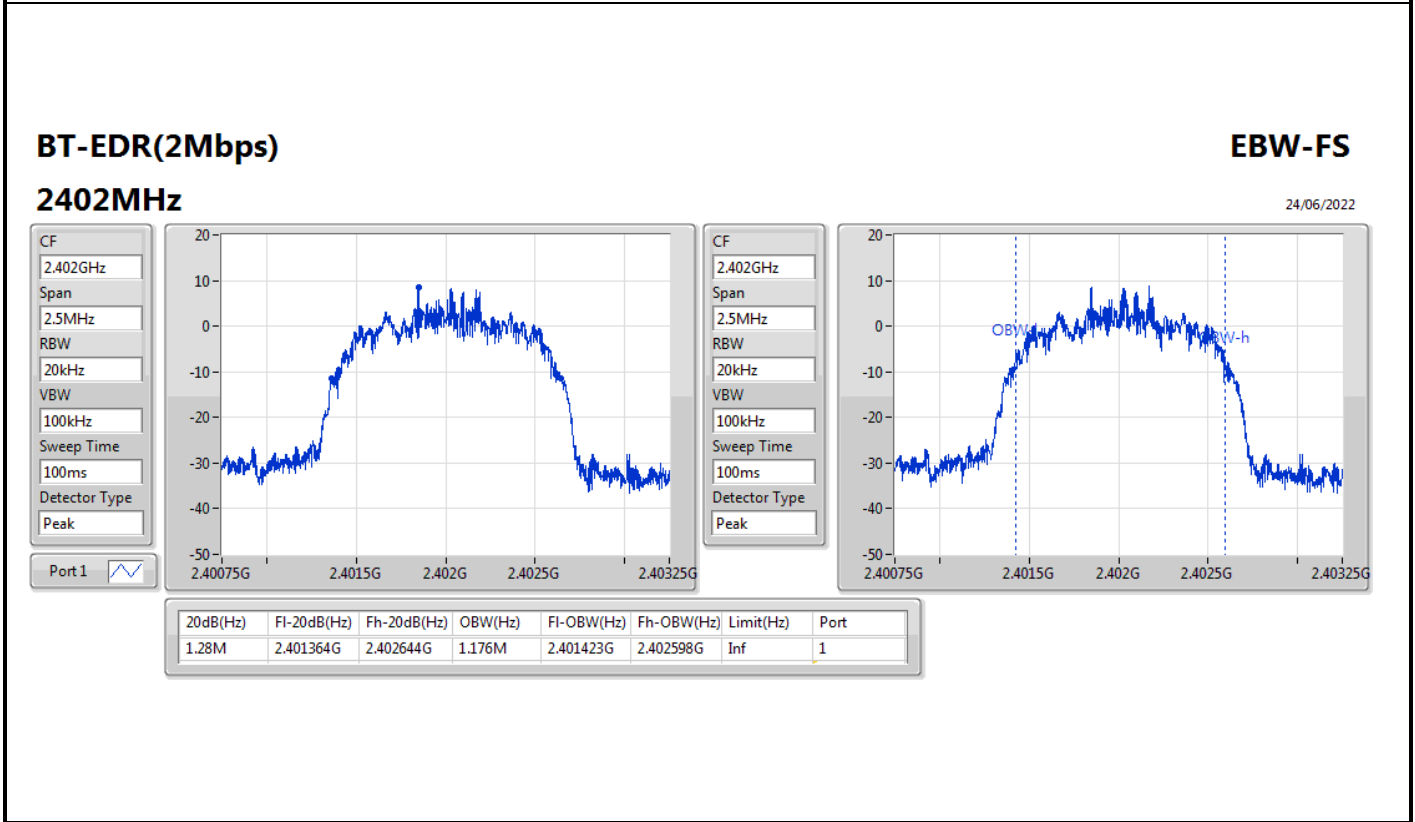 BT-EDR(2Mbps)
EBW-FS
2402MHz
24/06/2022
CF
2.402GHz
Span
2.5MHz
RBW
20kHz
VBW
100kHz
Sweep Time
100ms
Detector Type
Peak
Port 1
20
10
0
-10
-20
-30
-40
-50
2.40075G 2.4015G 2.402G 2.4025G 2.40325G
CF
2.402GHz
Span
2.5MHz
RBW
20kHz
VBW
100kHz
Sweep Time
100ms
Detector Type
Peak
20
10
0
-10
-20
-30
-40
-50
2.40075G 2.4015G 2.402G 2.4025G 2.40325G
20dB(Hz) Fl-20dB(Hz) Fh-20dB(Hz) OBW(Hz) Fl-OBW(Hz) Fh-OBW(Hz) Limit(Hz) Port
1.28M 2.401364G 2.402644G 1.176M 2.401423G 2.402598G Inf 1